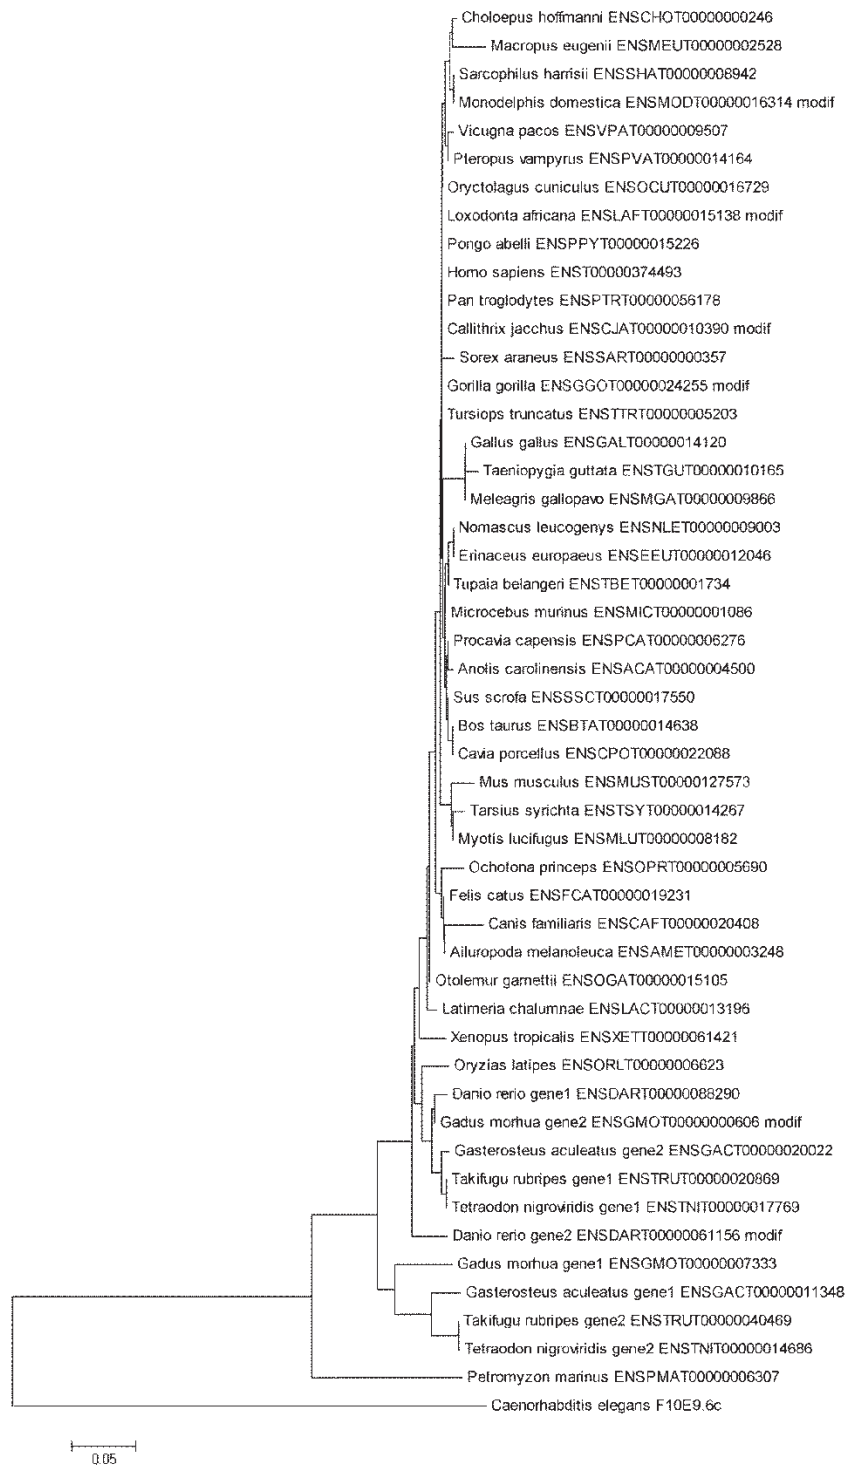 Choloepus hoffmanni ENSCHOT00000000246
Macropus eugenii ENSMEUT00000002528
Sarcophilus harrisii ENSSHAT00000008942
Monodelphis domestica ENSMODT00000016314 modif
Vicugna pacos ENSVPAT00000009507
Pteropus vampyrus ENSPVAT00000014164
Oryctolagus cuniculus ENSOCUT00000016729
Loxodonta africana ENSLAFT00000015138 modif
Pongo abelli ENSPPYT00000015226
Homo sapiens ENST00000374493
Pan troglodytes ENSPTRT00000056178
Callithrix jacchus ENSCJAT00000010390 modif
Sorex araneus ENSSART00000000357
Gorilla gorilla ENSGGOT00000024255 modif
Tursiops truncatus ENSTTRT00000005203
Gallus gallus ENSGALT00000014120
Taeniopygia guttata ENSTGUT00000010165
Meleagris gallopavo ENSMGAT00000009866
Nomascus leucogenys ENSNLET00000009003
Erinaceus europaeus ENSEEUT00000012046
Tupaia belangeri ENSTBET00000001734
Microcebus murinus ENSMICT00000001086
Procavia capensis ENSPCAT00000006276
Anolis carolinensis ENSACAT00000004500
Sus scrofa ENSSSCT00000017550
Bos taurus ENSBTAT00000014638
Cavia porcellus ENSCPOT00000022088
Mus musculus ENSMUST00000127573
Tarsius syrichta ENSTSYT00000014267
Myotis lucifugus ENSMLUT00000008182
Ochotona princeps ENSOPRT00000005690
Felis catus ENSFCAT00000019231
Canis familiaris ENSCAFT00000020408
Ailuropoda melanoleuca ENSAMET00000003248
Otolemur garnettii ENSOGAT00000015105
Latimeria chalumnae ENSLACT00000013196
Xenopus tropicalis ENSXETT00000061421
Oryzias latipes ENSORLT00000006623
Danio rerio gene1 ENSDART00000088290
Gadus morhua gene2 ENSGMOT00000000606 modif
Gasterosteus aculeatus gene2 ENSGACT00000020022
Takifugu rubripes gene1 ENSTRUT00000020869
Tetraodon nigroviridis gene1 ENSTNIT00000017769
Danio rerio gene2 ENSDART00000061156 modif
Gadus morhua gene1 ENSGMOT00000007333
Gasterosteus aculeatus gene1 ENSGACT00000011348
Takifugu rubripes gene2 ENSTRUT00000040469
Tetraodon nigroviridis gene2 ENSTNIT00000014686
Petromyzon marinus ENSPMAT00000006307
Caenorhabditis elegans F10E9.6c
0.05